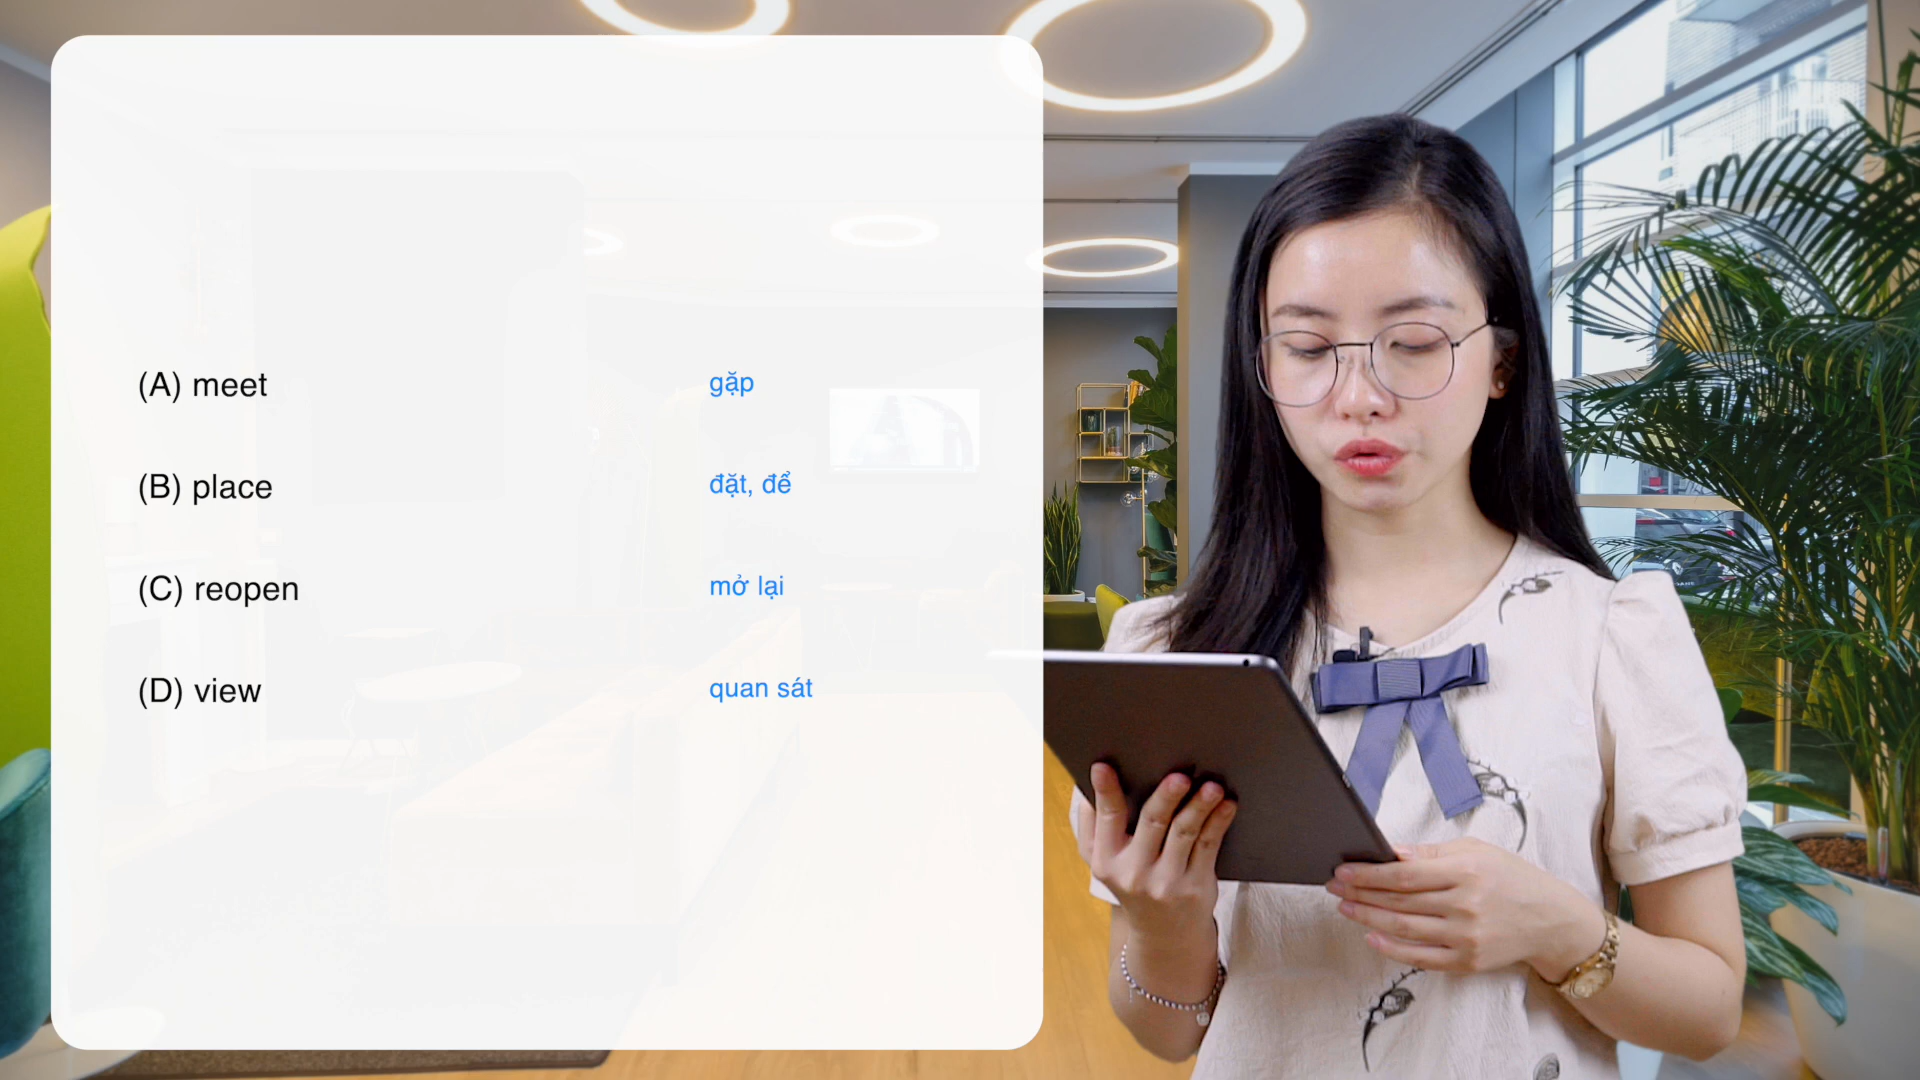 (A) meet gặp
(B) place đặt, để
(C) reopen mở lại
(D) view quan sát